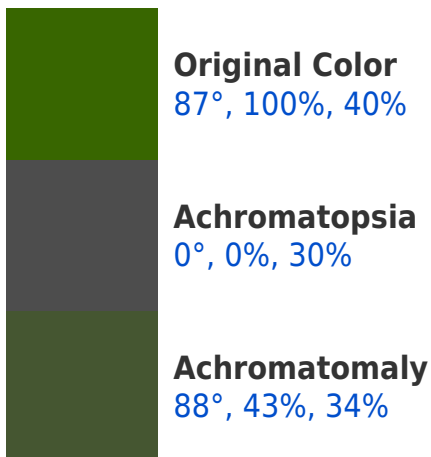 Original Color
87°, 100%, 40%
Achromatopsia
0°, 0%, 30%
Achromatomaly
88°, 43%, 34%